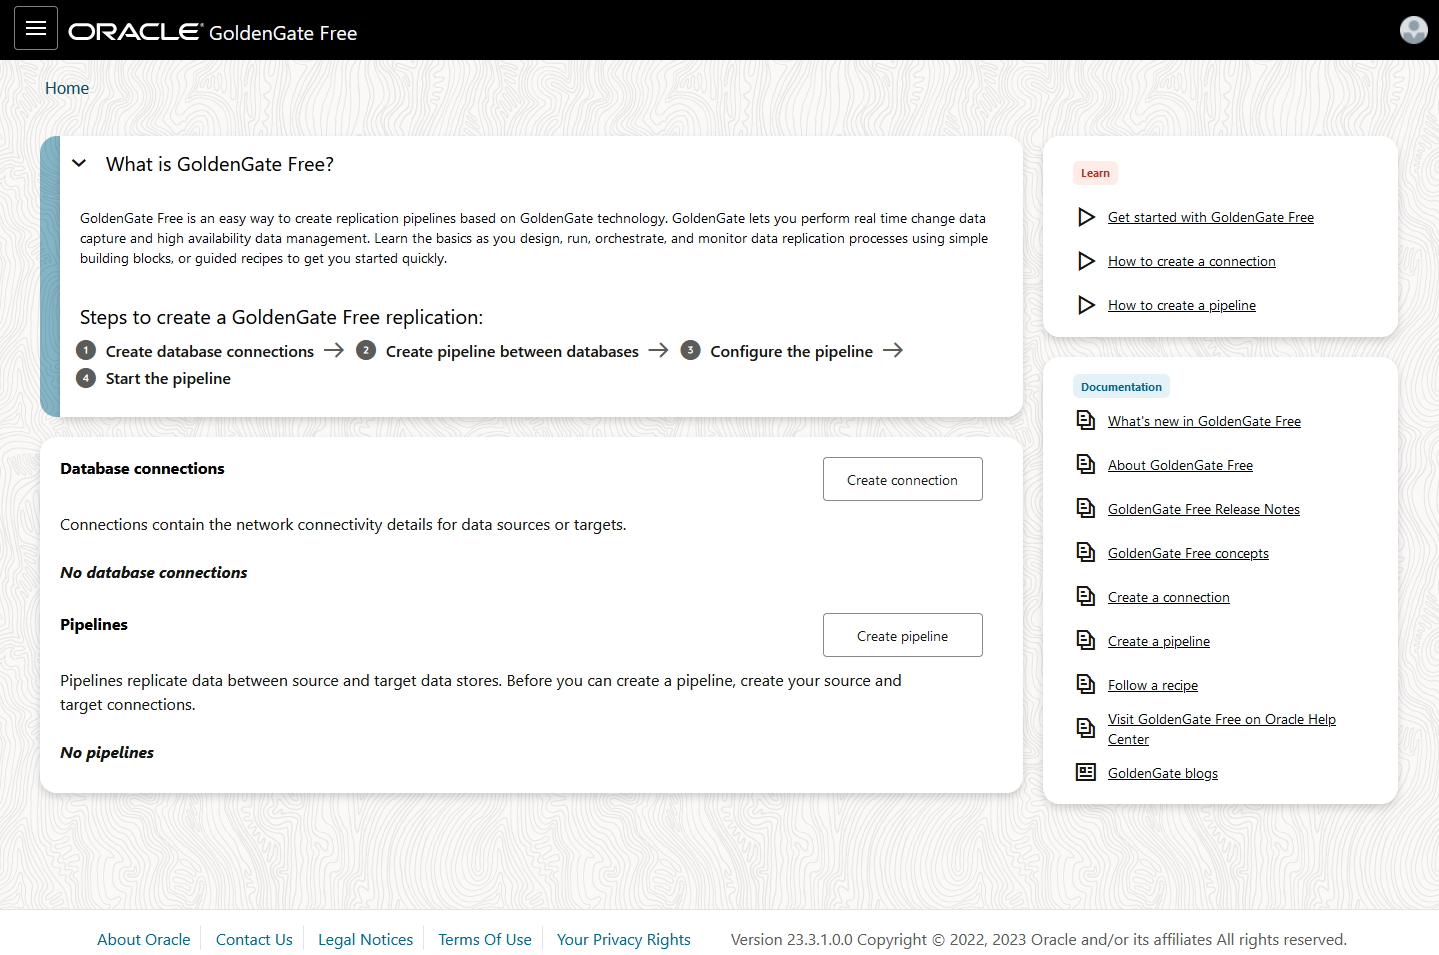 ORACLE® GoldenGate Free
Home
What is GoldenGate Free?
GoldenGate Free is an easy way to create replication pipelines based on GoldenGate technology. GoldenGate lets you perform real time change data
capture and high availability data management. Learn the basics as you design, run, orchestrate, and monitor data replication processes using simple
building blocks, or guided recipes to get you started quickly.
Steps to create a GoldenGate Free replication:
1 Create database connections → 2 Create pipeline between databases → 3 Configure the pipeline →
4 Start the pipeline
Database connections
Create connection
Connections contain the network connectivity details for data sources or targets.
No database connections
Pipelines
Create pipeline
Pipelines replicate data between source and target data stores. Before you can create a pipeline, create your source and
target connections.
No pipelines
Learn
Get started with GoldenGate Free
How to create a connection
How to create a pipeline
Documentation
What's new in GoldenGate Free
About GoldenGate Free
GoldenGate Free Release Notes
GoldenGate Free concepts
Create a connection
Create a pipeline
Follow a recipe
Visit GoldenGate Free on Oracle Help
Center
GoldenGate blogs
About Oracle Contact Us Legal Notices Terms Of Use Your Privacy Rights Version 23.3.1.0.0 Copyright © 2022, 2023 Oracle and/or its affiliates All rights reserved.